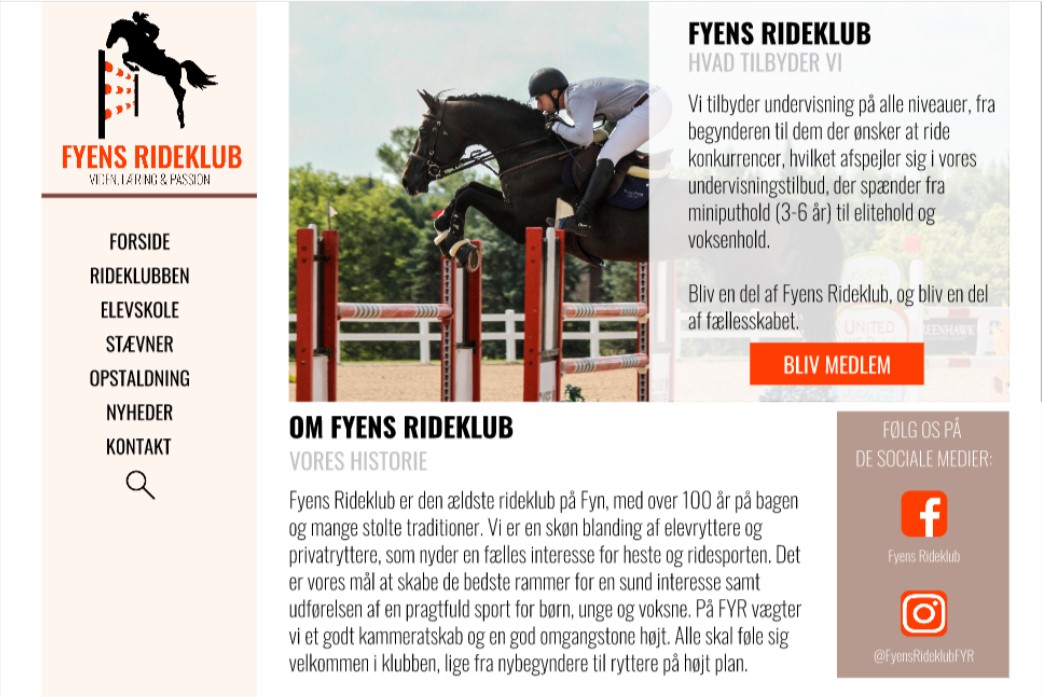 FYENS RIDEKLUB
VIDEN, LÆRING & PASSION
FORSIDE
RIDEKLUBBEN
ELEVSKOLE
STÆVNER
OPSTALDNING
NYHEDER
KONTAKT
FYENS RIDEKLUB
HVAD TILBYDER VI
Vi tilbyder undervisning på alle niveauer, fra
begynderen til dem der ønsker at ride
konkurrencer, hvilket afspejler sig i vores
undervisningstilbud, der spænder fra
miniputhold (3-6 år) til elitehold og
voksenhold.
Bliv en del af Fyens Rideklub, og bliv en del
af fællesskabet.
UNITED
GREENHAWK
BLIV MEDLEM
OM FYENS RIDEKLUB
VORES HISTORIE
Fyens Rideklub er den ældste rideklub på Fyn, med over 100 år på bagen
og mange stolte traditioner. Vi er en skøn blanding af elevryttere og
privatryttere, som nyder en fælles interesse for heste og ridesporten. Det
er vores mål at skabe de bedste rammer for en sund interesse samt
udførelsen af en pragtfuld sport for børn, unge og voksne. På FYR vægter
vi et godt kammeratskab og en god omgangstone højt. Alle skal føle sig
velkommen i klubben, lige fra nybegyndere til ryttere på højt plan.
FØLG OS PÅ
DE SOCIALE MEDIER:
Fyens Rideklub
@FyensRideklubFYR